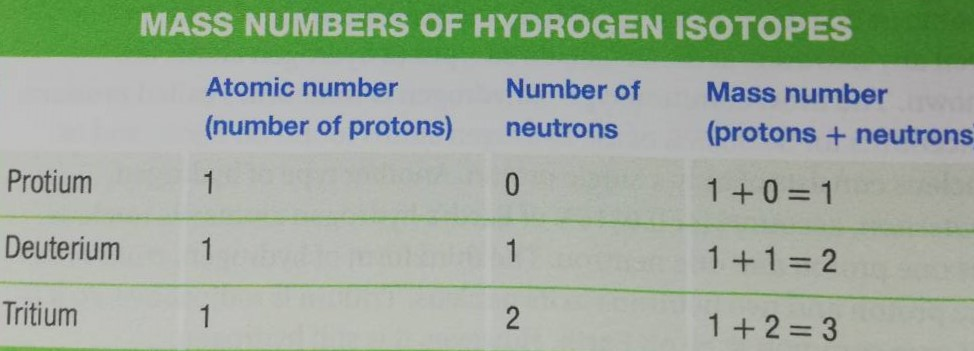 MASS NUMBERS OF HYDROGEN ISOTOPES
Atomic number Number of Mass number
(number of protons) neutrons (protons + neutrons
Protium 1 0 1 + 0 = 1
Deuterium 1 1 1 + 1 = 2
Tritium 1 2 1 + 2 = 3